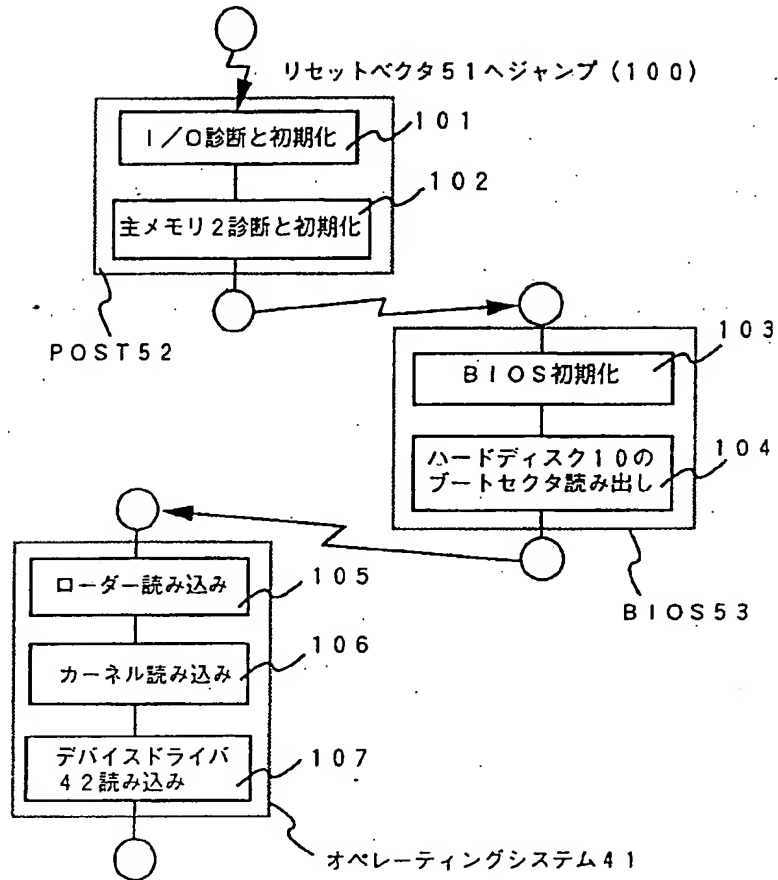 リセットベクタ51へジャンプ(100)
I/O診断と初期化
101
主メモリ2診断と初期化
102
POST52
BIOS初期化
103
ハードディスク10の
ブートセクタ読み出し
104
BIOS53
ローダー読み込み
105
カーネル読み込み
106
デバイスドライバ
42読み込み
107
オペレーティングシステム41